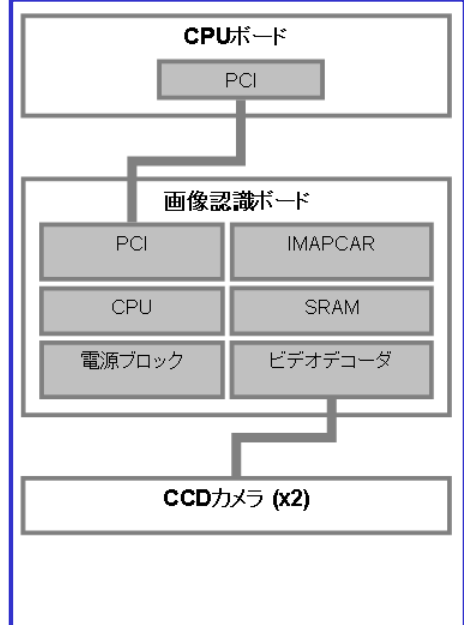 CPUボード
PCI
画像認識ボード
PCI
IMAPCAR
CPU
SRAM
電源ブロック
ビデオデコーダ
CCDカメラ (x2)